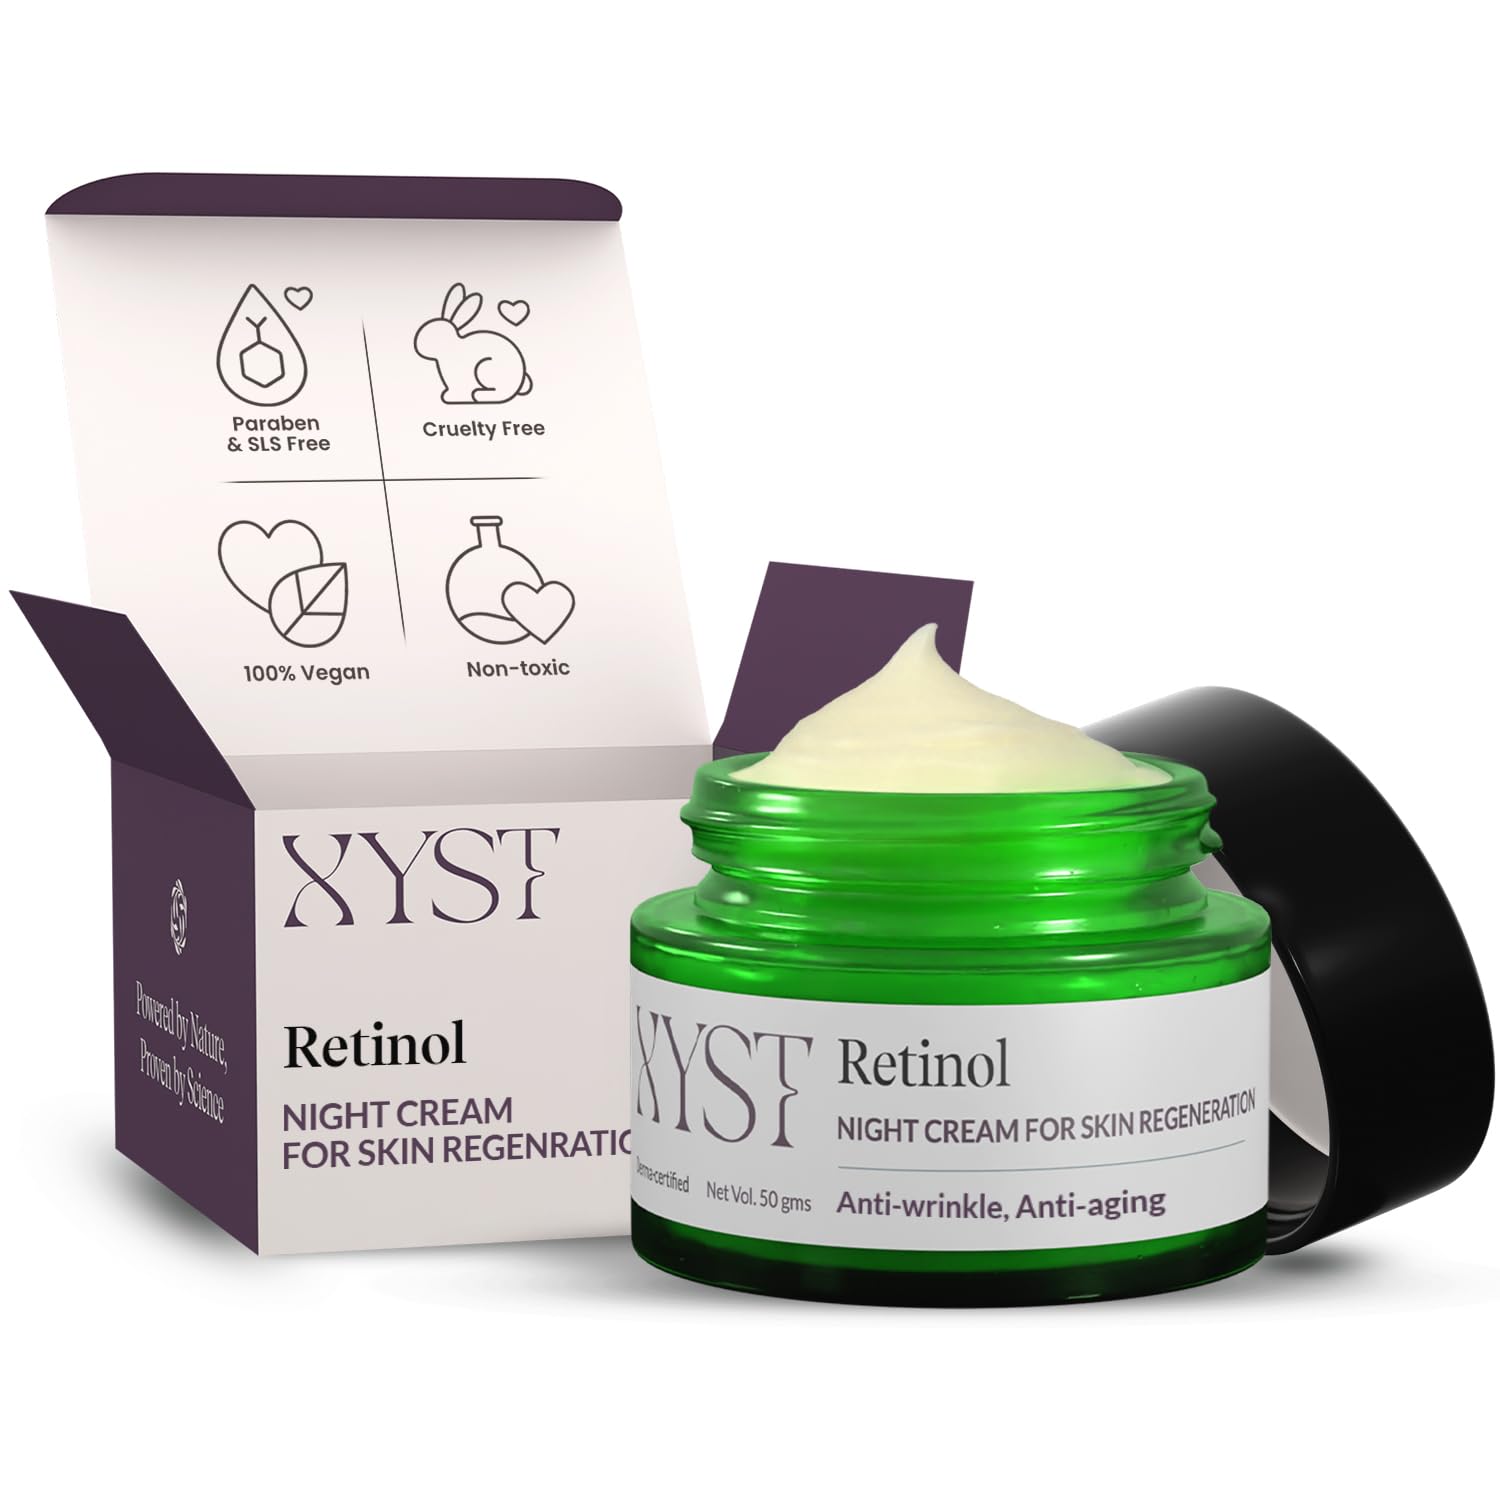 Paraben
& SLS Free
Cruelty Free
100% Vegan
Non-toxic
XYST
Retinol
NIGHT CREAM
FOR SKIN REGENRATIO
Powered by Nature,
Proven by Science
XYST
Derma-certified
Net Vol. 50 gms
Retinol
NIGHT CREAM FOR SKIN REGENERATION
Anti-wrinkle, Anti-aging